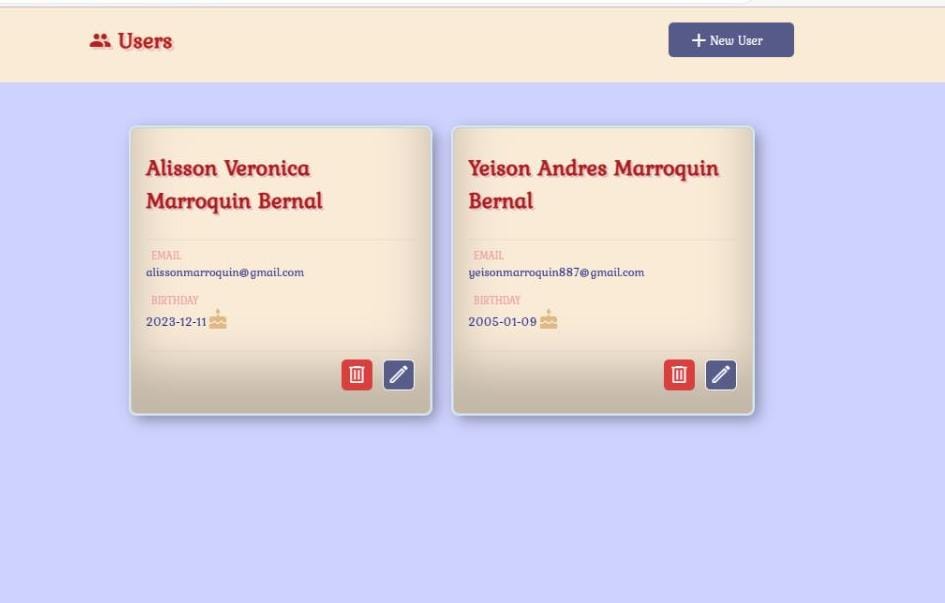 Users
New User
Alisson Veronica
Marroquin Bernal
EMAIL
alissonmarroquin@gmail.com
BIRTHDAY
2023-12-11
Yeison Andres Marroquin
Bernal
EMAIL
yeisonmarroquin887@gmail.com
BIRTHDAY
2005-01-09